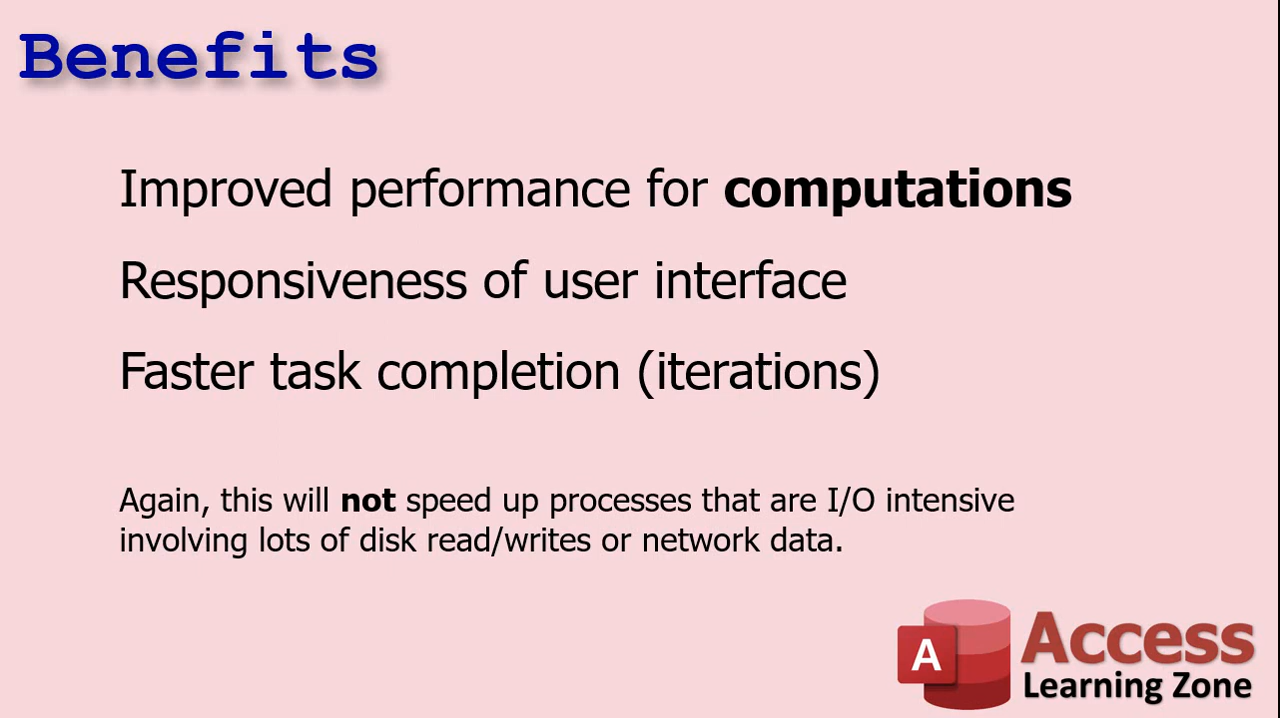 Benefits
Improved performance for computations
Responsiveness of user interface
Faster task completion (iterations)
Again, this will not speed up processes that are I/O intensive
involving lots of disk read/writes or network data.
A
Access
Learning Zone